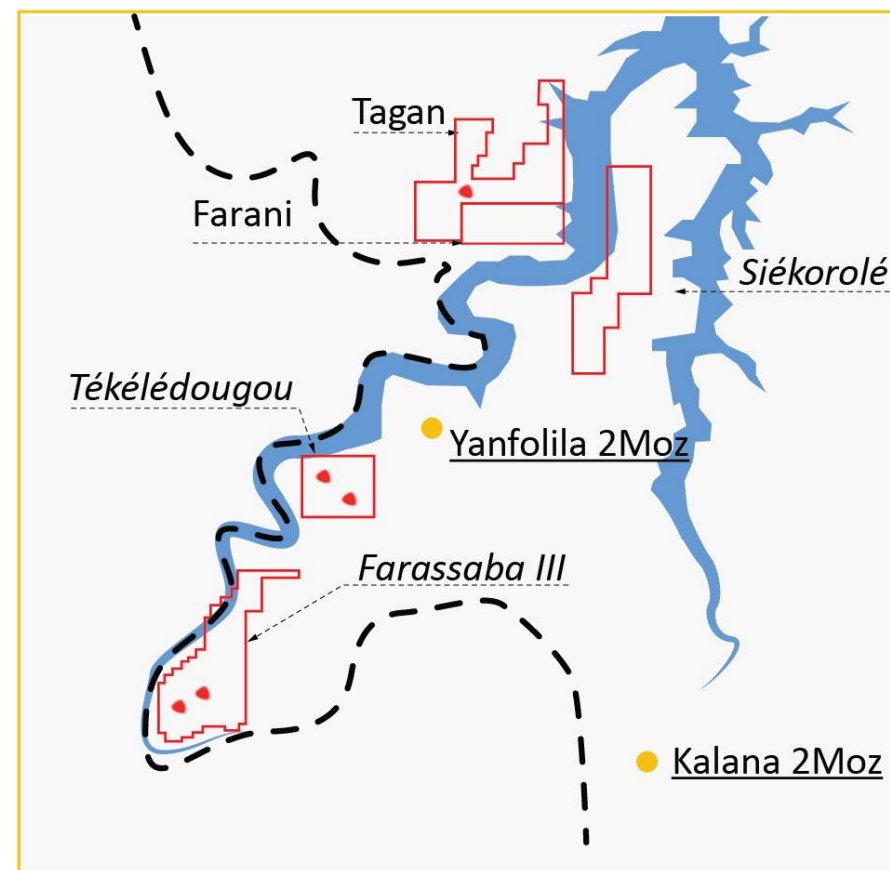 Tagan
Farani
Siékorolé
Tékélédougou
Yanfolila 2Moz
Farassaba III
Kalana 2Moz